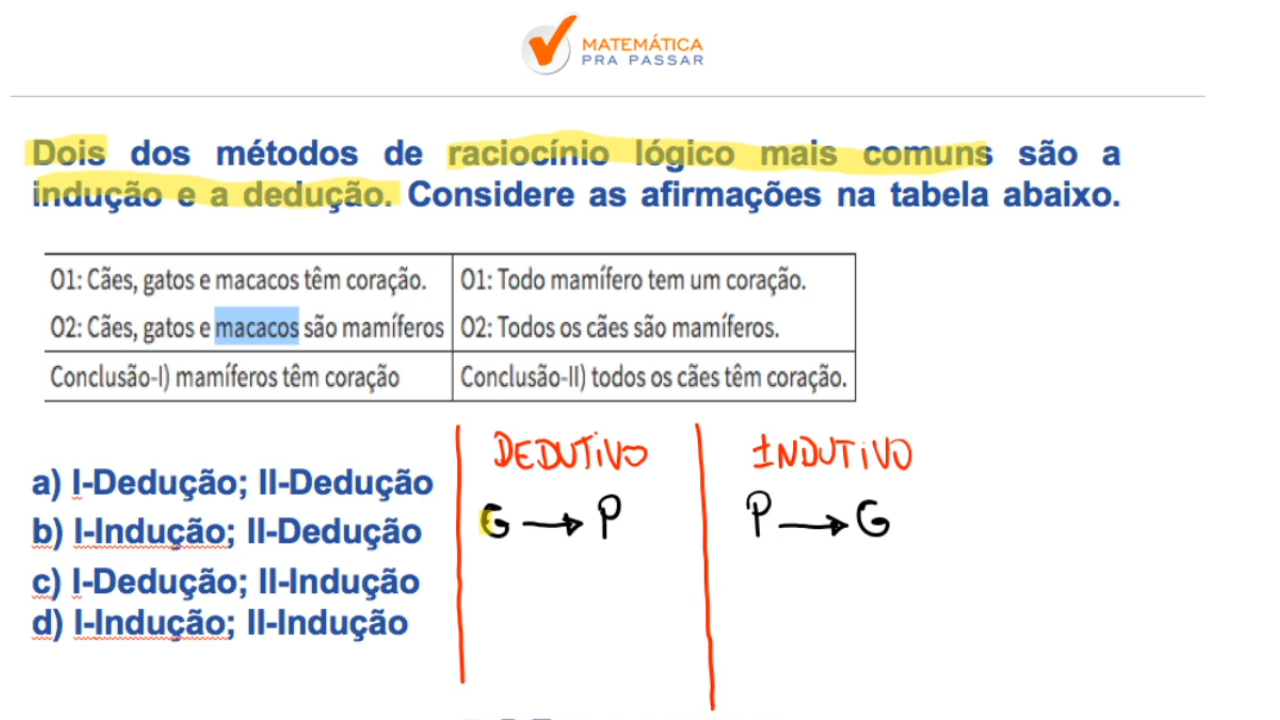 MATEMÁTICA
PRA PASSAR
Dois dos métodos de raciocínio lógico mais comuns são a
indução e a dedução. Considere as afirmações na tabela abaixo.
O1: Cães, gatos e macacos têm coração.
O2: Cães, gatos e macacos são mamíferos
O1: Todo mamífero tem um coração.
O2: Todos os cães são mamíferos.
Conclusão-I) mamíferos têm coração
Conclusão-II) todos os cães têm coração.
a) I-Dedução; II-Dedução
b) I-Indução; II-Dedução
c) I-Dedução; II-Indução
d) I-Indução; II-Indução
DEDUTIVO
G → P
INDUTIVO
P → G